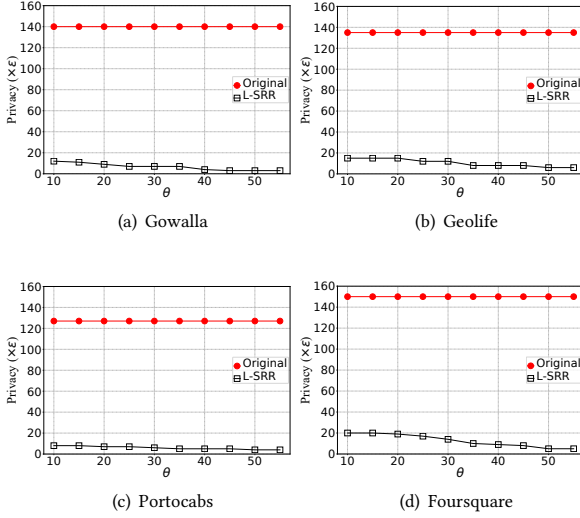 160
140
120
100
80
60
40
20
0
Privacy (×ε)
Original
L-SRR
10 20 30 40 50
θ
(a) Gowalla
160
140
120
100
80
60
40
20
0
Privacy (×ε)
Original
L-SRR
10 20 30 40 50
θ
(b) Geolife
160
140
120
100
80
60
40
20
0
Privacy (×ε)
Original
L-SRR
10 20 30 40 50
θ
(c) Portocabs
160
140
120
100
80
60
40
20
0
Privacy (×ε)
Original
L-SRR
10 20 30 40 50
θ
(d) Foursquare